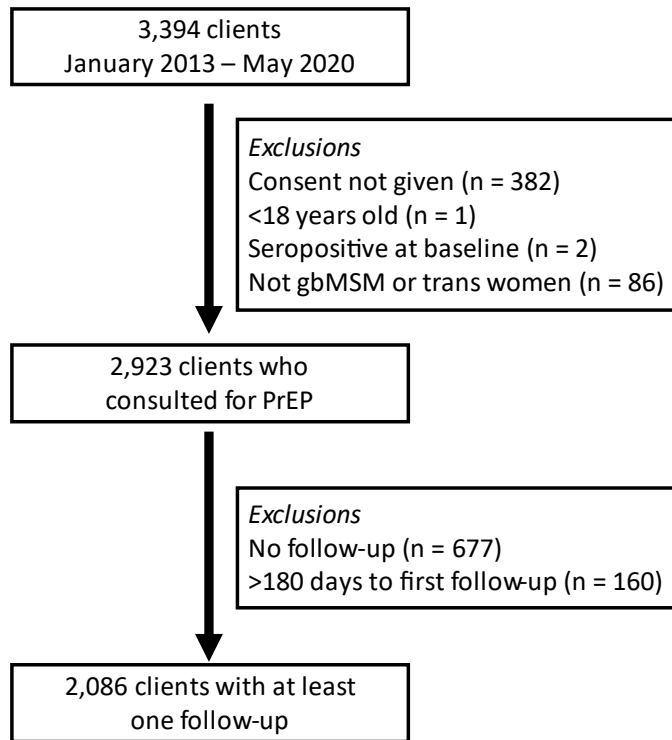 3,394 clients
January 2013 – May 2020
Exclusions
Consent not given (n = 382)
<18 years old (n = 1)
Seropositive at baseline (n = 2)
Not gbMSM or trans women (n = 86)
2,923 clients who
consulted for PrEP
Exclusions
No follow-up (n = 677)
>180 days to first follow-up (n = 160)
2,086 clients with at least
one follow-up